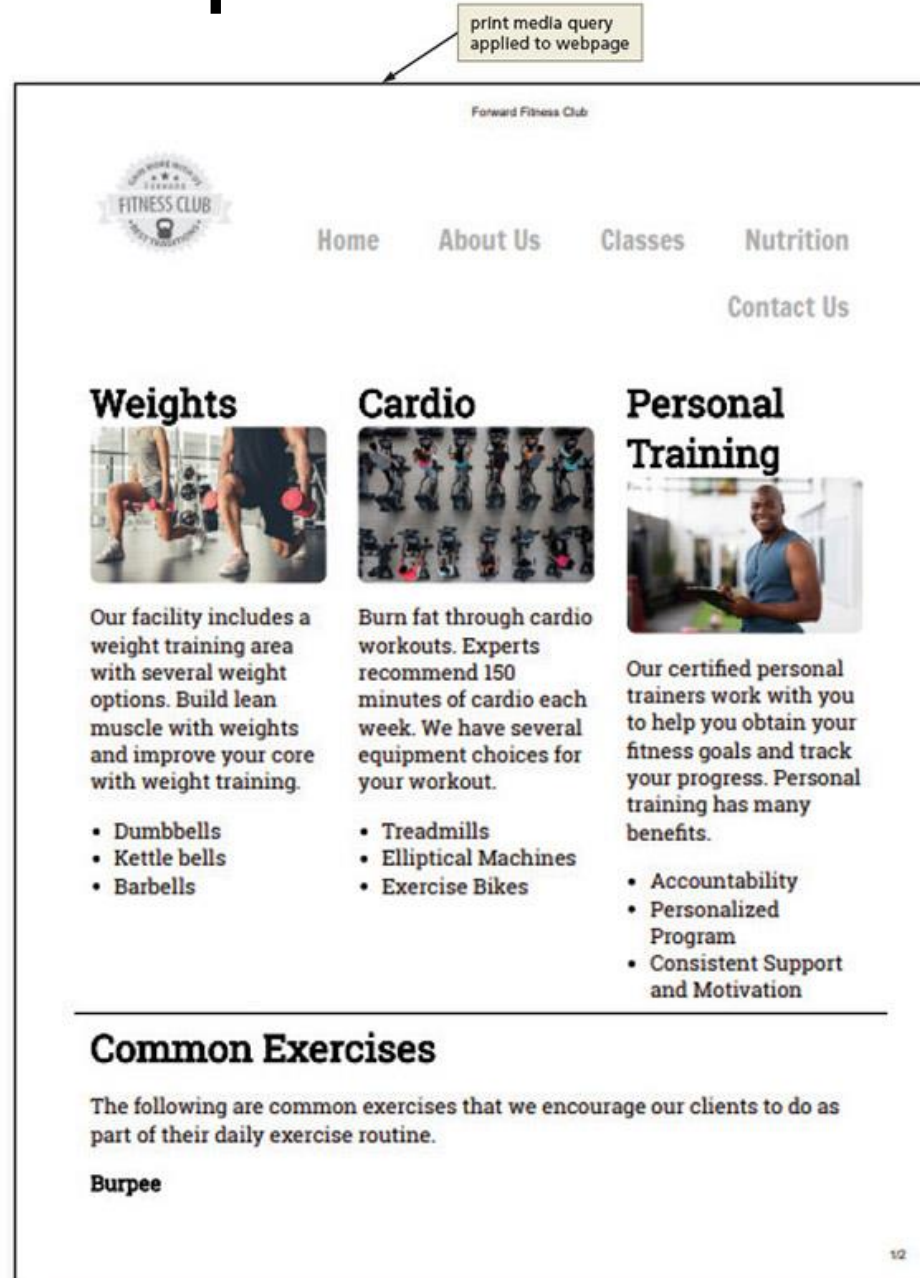 print media query
applied to webpage
Forward Fitness Club
FITNESS CLUB
Home About Us Classes Nutrition
Contact Us
Weights
Our facility includes a
weight training area
with several weight
options. Build lean
muscle with weights
and improve your core
with weight training.
• Dumbbells
• Kettle bells
• Barbells
Cardio
Burn fat through cardio
workouts. Experts
recommend 150
minutes of cardio each
week. We have several
equipment choices for
your workout.
• Treadmills
• Elliptical Machines
• Exercise Bikes
Personal
Training
Our certified personal
trainers work with you
to help you obtain your
fitness goals and track
your progress. Personal
training has many
benefits.
• Accountability
• Personalized
Program
• Consistent Support
and Motivation
Common Exercises
The following are common exercises that we encourage our clients to do as
part of their daily exercise routine.
Burpee
1/2